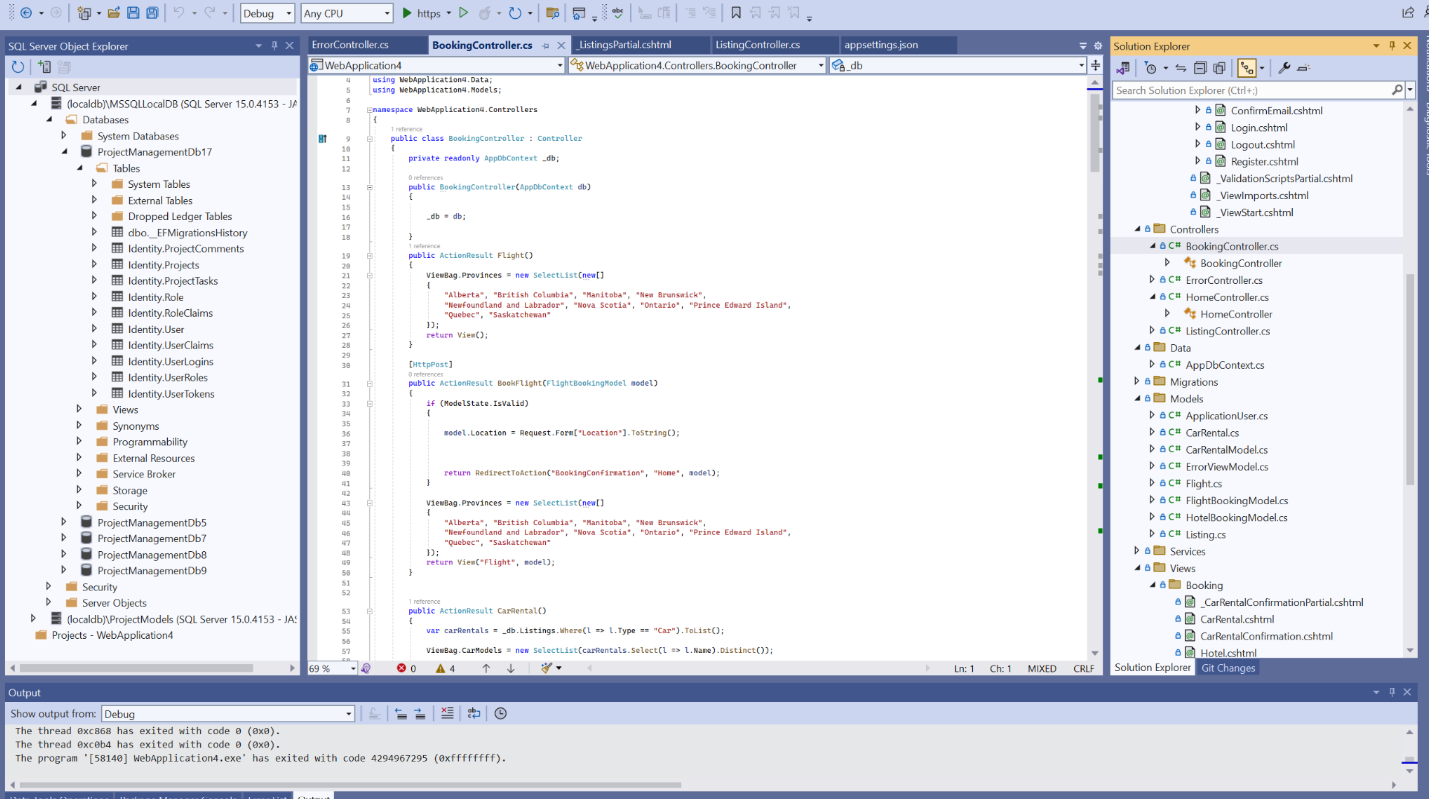 Debug
Any CPU
https
SQL Server Object Explorer
SQL Server
(localdb)\MSSQLLocalDB (SQL Server 15.0.4153 - JA
Databases
System Databases
ProjectManagementDb17
Tables
System Tables
External Tables
Dropped Ledger Tables
dbo.__EFMigrationsHistory
Identity.ProjectComments
Identity.Projects
Identity.ProjectTasks
Identity.Role
Identity.RoleClaims
Identity.User
Identity.UserClaims
Identity.UserLogins
Identity.UserRoles
Identity.UserTokens
Views
Synonyms
Programmability
External Resources
Service Broker
Storage
Security
ProjectManagementDb5
ProjectManagementDb7
ProjectManagementDb8
ProjectManagementDb9
Security
Server Objects
(localdb)\ProjectModels (SQL Server 15.0.4153 - JAS
Projects - WebApplication4
ErrorController.cs
BookingController.cs
_ListingsPartial.cshtml
ListingController.cs
appsettings.json
WebApplication4
WebApplication4.Controllers.BookingController
_db
4 using WebApplication4.Data;
5 using WebApplication4.Models;
6
7 namespace WebApplication4.Controllers
8 {
1 reference
9 public class BookingController : Controller
10 {
11 private readonly AppDbContext _db;
12
0 references
13 public BookingController(AppDbContext db)
14 {
15
16 _db = db;
17
18 }
1 reference
19 public ActionResult Flight()
20 {
21 ViewBag.Provinces = new SelectList(new[]
22 {
23 "Alberta", "British Columbia", "Manitoba", "New Brunswick",
24 "Newfoundland and Labrador", "Nova Scotia", "Ontario", "Prince Edward Island",
25 "Quebec", "Saskatchewan"
26 });
27 return View();
28 }
29
30 [HttpPost]
0 references
31 public ActionResult BookFlight(FlightBookingModel model)
32 {
33 if (ModelState.IsValid)
34 {
35
36 model.Location = Request.Form["Location"].ToString();
37
38
39
40 return RedirectToAction("BookingConfirmation", "Home", model);
41 }
42
43 ViewBag.Provinces = new SelectList(new[]
44 {
45 "Alberta", "British Columbia", "Manitoba", "New Brunswick",
46 "Newfoundland and Labrador", "Nova Scotia", "Ontario", "Prince Edward Island",
47 "Quebec", "Saskatchewan"
48 });
49 return View("Flight", model);
50 }
51
52
1 reference
53 public ActionResult CarRental()
54 {
55 var carRentals = _db.Listings.Where(l => l.Type == "Car").ToList();
56
57 ViewBag.CarModels = new SelectList(carRentals.Select(l => l.Name).Distinct());
69 %
0
4
Ln: 1
Ch: 1
MIXED
CRLF
Solution Explorer
Search Solution Explorer (Ctrl+;)
ConfirmEmail.cshtml
Login.cshtml
Logout.cshtml
Register.cshtml
_ValidationScriptsPartial.cshtml
_ViewImports.cshtml
_ViewStart.cshtml
Controllers
C# BookingController.cs
BookingController
C# ErrorController.cs
C# HomeController.cs
HomeController
C# ListingController.cs
Data
C# AppDbContext.cs
Migrations
Models
C# ApplicationUser.cs
C# CarRental.cs
C# CarRentalModel.cs
C# ErrorViewModel.cs
C# Flight.cs
C# FlightBookingModel.cs
C# HotelBookingModel.cs
C# Listing.cs
Services
Views
Booking
_CarRentalConfirmationPartial.cshtml
CarRental.cshtml
CarRentalConfirmation.cshtml
Hotel.cshtml
Solution Explorer
Git Changes
Output
Show output from:
Debug
The thread 0xc868 has exited with code 0 (0x0).
The thread 0xc0b4 has exited with code 0 (0x0).
The program '[58140] WebApplication4.exe' has exited with code 4294967295 (0xffffffff).
Output